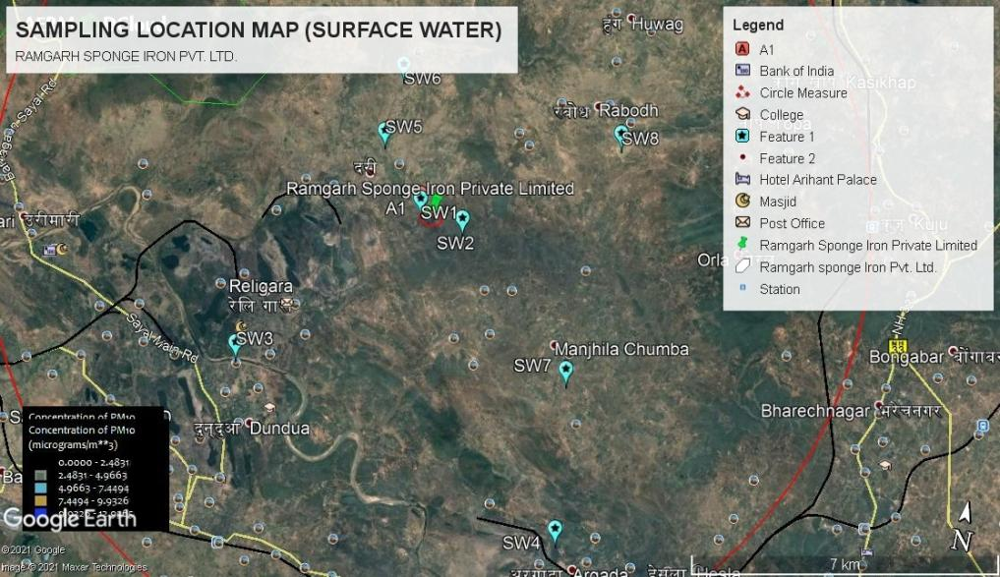 SAMPLING LOCATION MAP (SURFACE WATER)
RAMGARH SPONGE IRON PVT. LTD.
Legend
A1
Bank of India
Circle Measure
College
Feature 1
Feature 2
Hotel Arihant Palace
Masjid
Post Office
Ramgarh Sponge Iron Private Limited
Ramgarh sponge Iron Pvt. Ltd.
Station
Huwag
SW6
Kasikhap
Rabodh
SW5
SW8
Ramgarh Sponge Iron Private Limited
A1
SW1
SW2
उरीमारी
Kuju
Religara
रेलि गा
SW3
Sayal Main Rd
Manjhila Chumba
SW7
Bongabar
Bharechnagar
Dundua
Concentration of PM10
Concentration of PM10
(micrograms/m**3)
0.0000 - 2.4831
2.4831 - 4.9663
4.9663 - 7.4494
7.4494 - 9.9326
Google Earth
SW4
Argada
Hesla
© 2021 Google
Image © 2021 Maxar Technologies
7 km
N